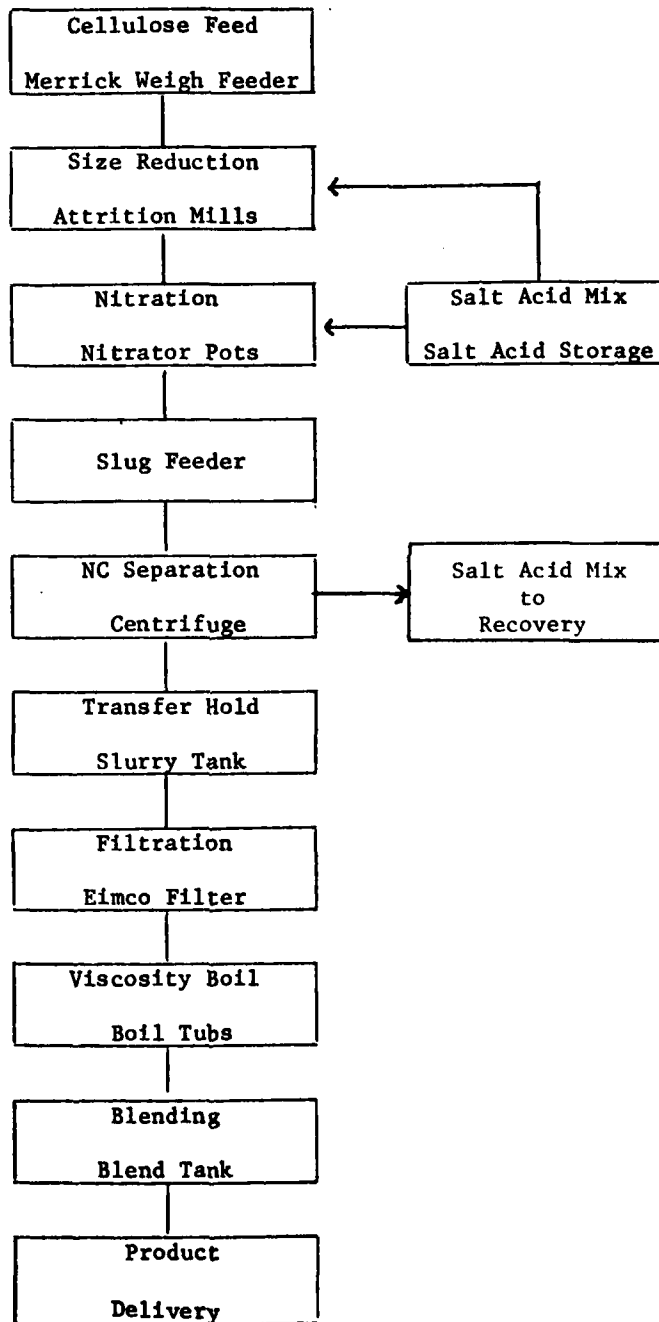 Cellulose Feed
Merrick Weigh Feeder
Size Reduction
Attrition Mills
Nitration
Nitrator Pots
Salt Acid Mix
Salt Acid Storage
Slug Feeder
NC Separation
Centrifuge
Salt Acid Mix
to
Recovery
Transfer Hold
Slurry Tank
Filtration
Eimco Filter
Viscosity Boil
Boil Tubs
Blending
Blend Tank
Product
Delivery